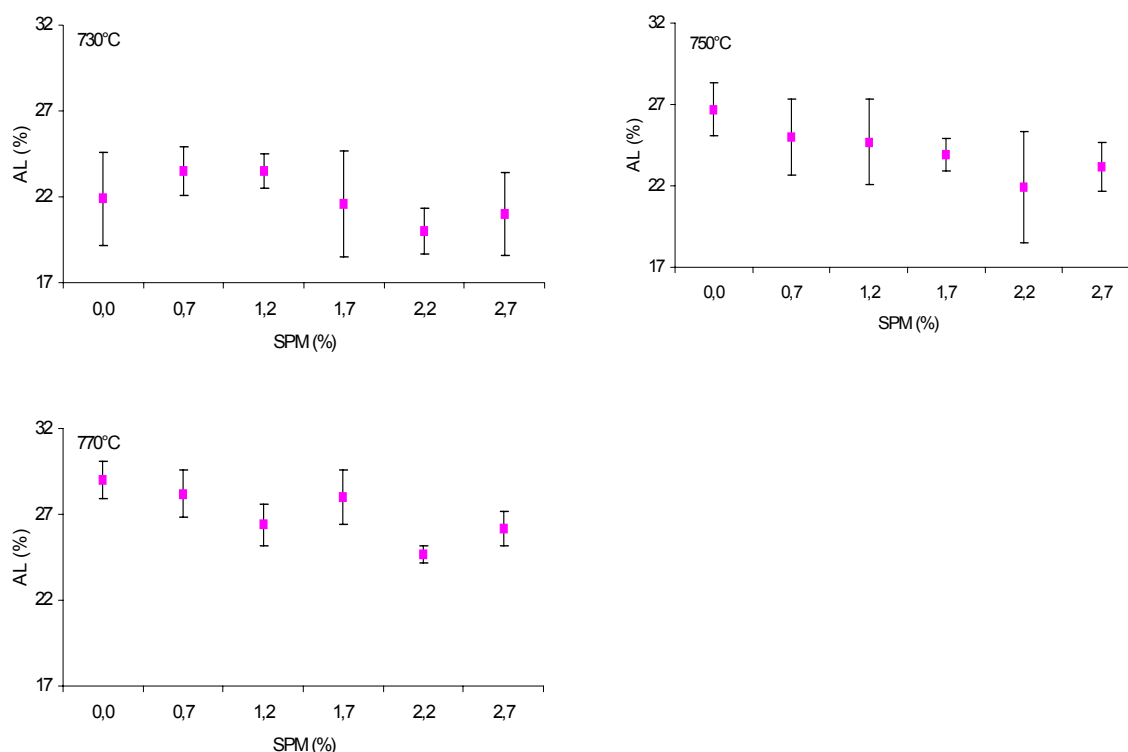 730°C
32
27
22
17
AL (%)
0,0 0,7 1,2 1,7 2,2 2,7
SPM (%)
750°C
32
27
22
17
AL (%)
0,0 0,7 1,2 1,7 2,2 2,7
SPM (%)
770°C
32
27
22
17
AL (%)
0,0 0,7 1,2 1,7 2,2 2,7
SPM (%)